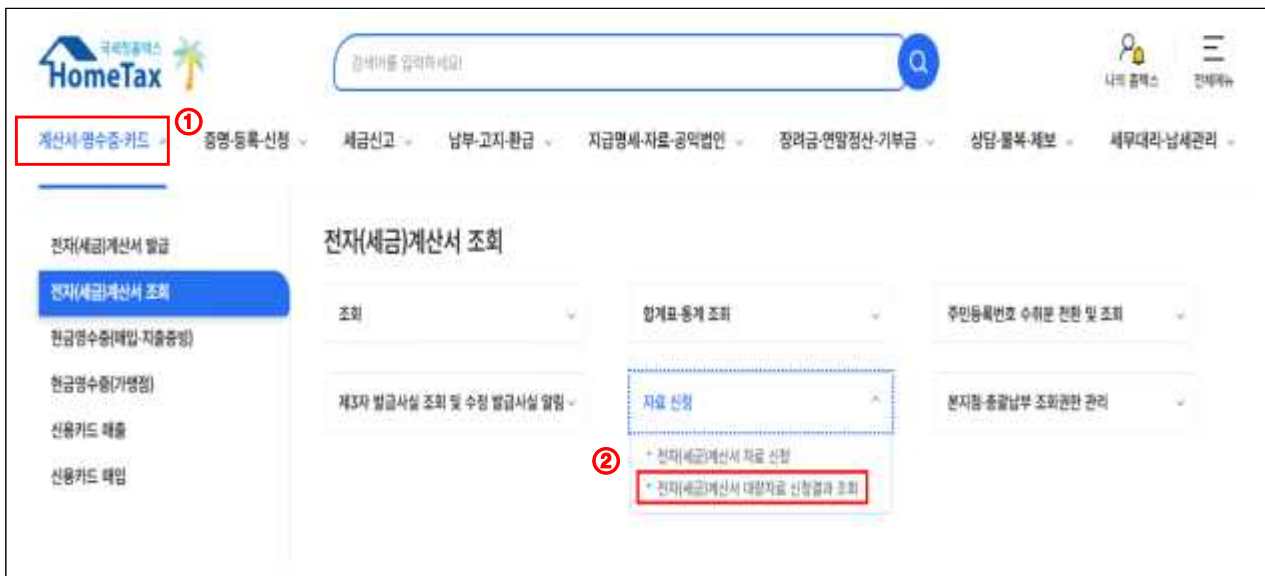 국세청홈택스
HomeTax
검색어를 입력하세요!
나의 홈택스
전체메뉴
①
계산서·영수증·카드
증명·등록·신청
세금신고
납부·고지·환급
지급명세·자료·공익법인
장려금·연말정산·기부금
상담·불복·제보
세무대리·납세관리
전자(세금)계산서 발급
전자(세금)계산서 조회
현금영수증(매입·지출증빙)
현금영수증(가맹점)
신용카드 매출
신용카드 매입
전자(세금)계산서 조회
조회
합계표·통계 조회
주민등록번호 수취분 전환 및 조회
제3자 발급사실 조회 및 수정 발급사실 알림
자료 신청
본지점·총괄납부 조회권한 관리
②
전자(세금)계산서 자료 신청
전자(세금)계산서 대량자료 신청결과 조회